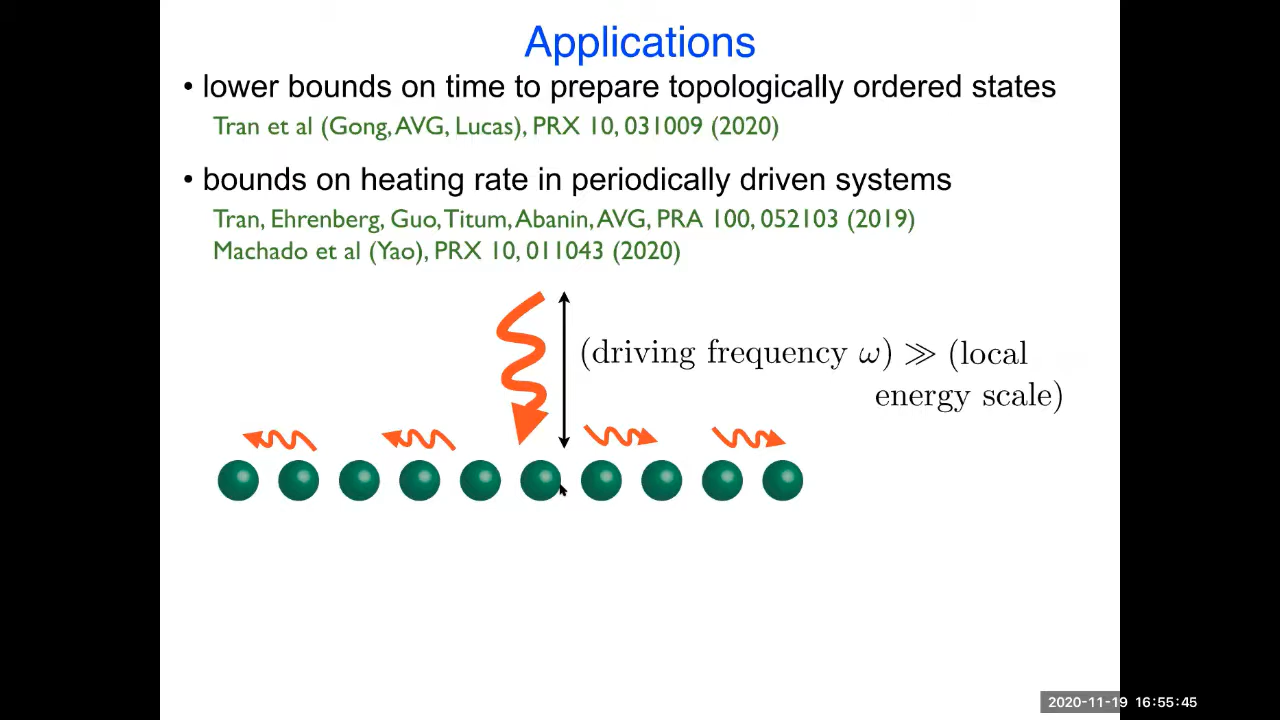 Applications
• lower bounds on time to prepare topologically ordered states
Tran et al (Gong, AVG, Lucas), PRX 10, 031009 (2020)
• bounds on heating rate in periodically driven systems
Tran, Ehrenberg, Guo, Titum, Abanin, AVG, PRA 100, 052103 (2019)
Machado et al (Yao), PRX 10, 011043 (2020)
(driving frequency ω) ≫ (local
energy scale)
2020-11-19 16:55:45